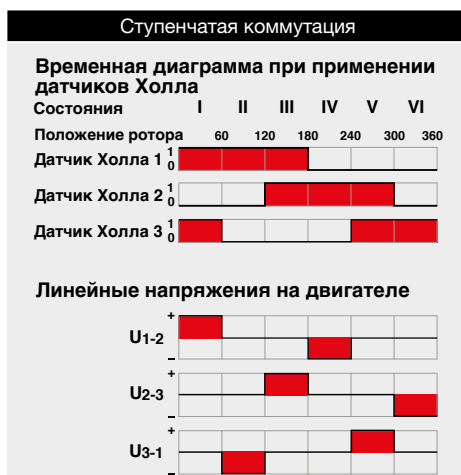 Ступенчатая коммутация
Временная диаграмма при применении
датчиков Холла
Состояния I II III IV V VI
Положение ротора 60 120 180 240 300 360
Датчик Холла 1 1 0
Датчик Холла 2 1 0
Датчик Холла 3 1 0
Линейные напряжения на двигателе
U1-2 + –
U2-3 + –
U3-1 + –